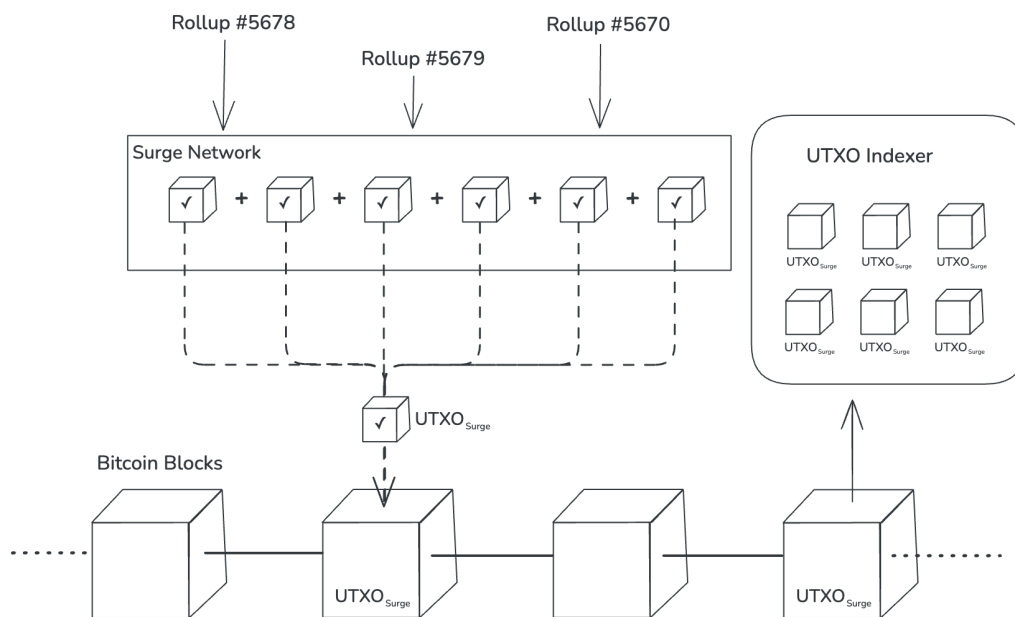 Rollup #5678
Rollup #5679
Rollup #5670
Surge Network
✓ + ✓ + ✓ + ✓ + ✓ + ✓
UTXO Indexer
UTXOSurge UTXOSurge UTXOSurge
UTXOSurge UTXOSurge UTXOSurge
✓ UTXOSurge
Bitcoin Blocks
UTXOSurge
UTXOSurge